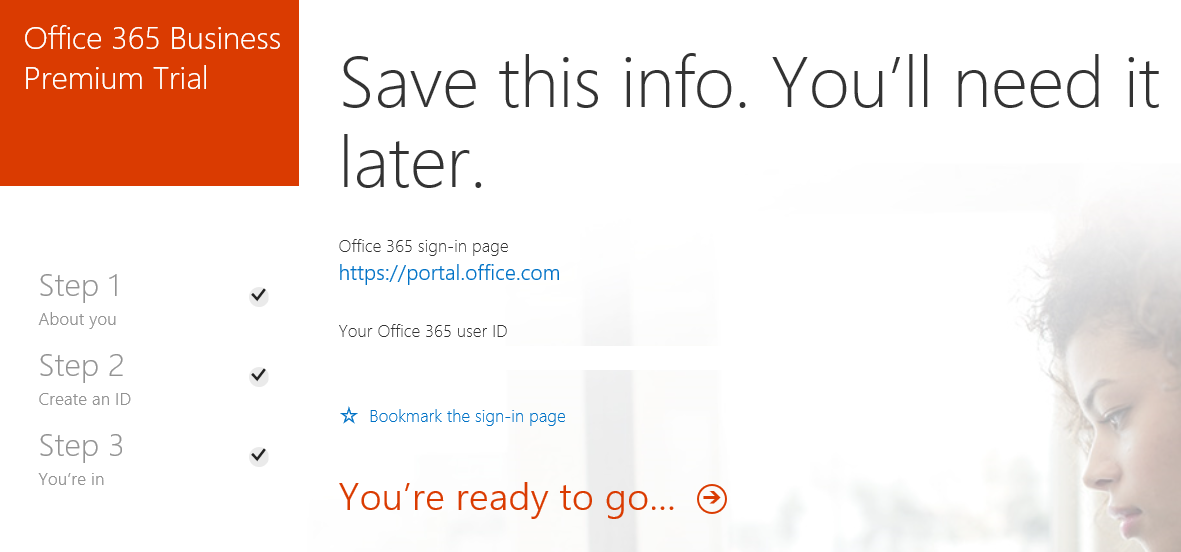 Office 365 Business
Premium Trial
Save this info. You'll need it
later.
Office 365 sign-in page
https://portal.office.com
Your Office 365 user ID
Bookmark the sign-in page
You're ready to go...
Step 1
About you
Step 2
Create an ID
Step 3
You're in